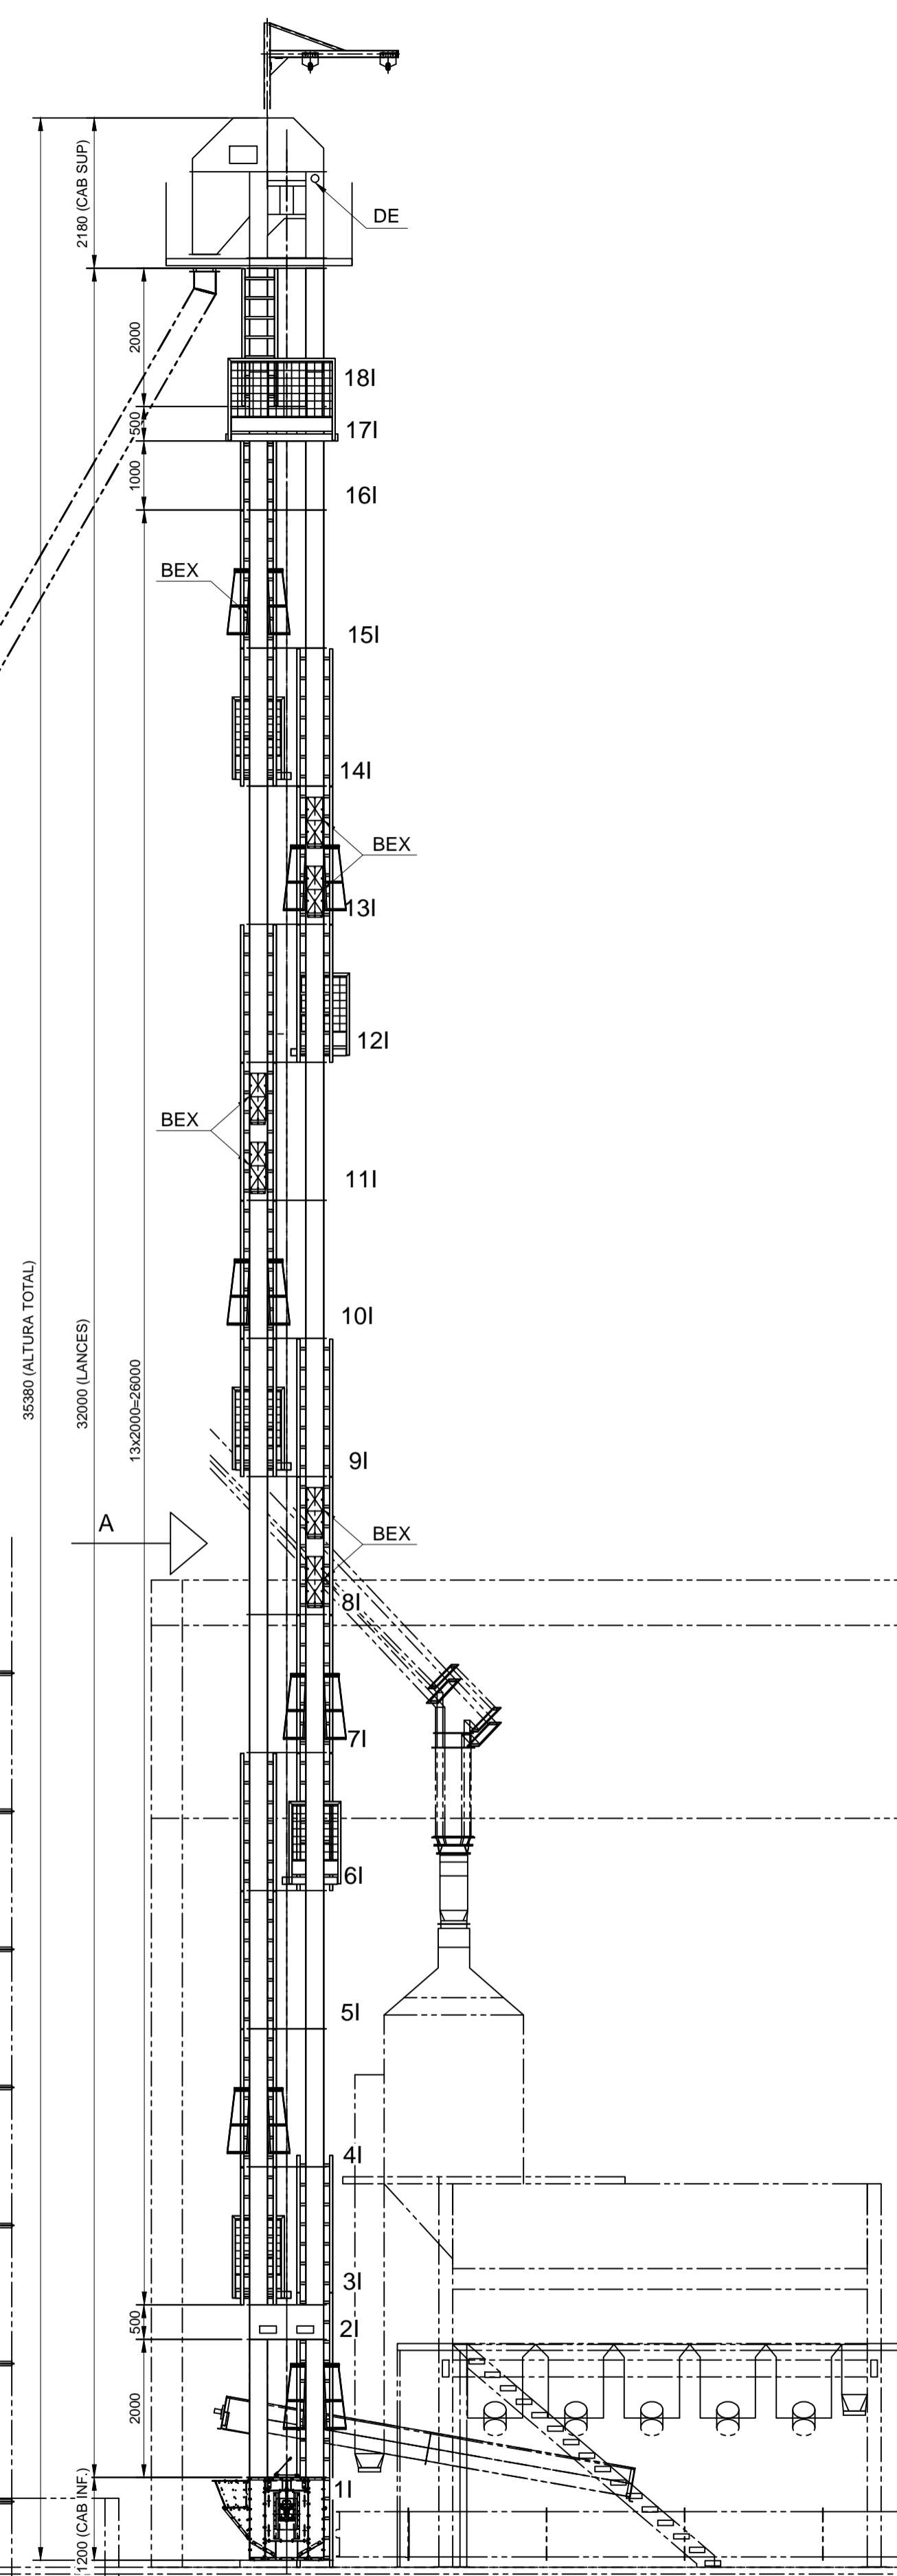 DE
2180 (CAB SUP)
2000
18I
500
17I
1000
16I
BEX
15I
14I
BEX
13I
12I
BEX
11I
35380 (ALTURA TOTAL)
32000 (LANCES)
13x2000=26000
10I
9I
A
BEX
8I
7I
6I
5I
4I
3I
500
2I
2000
1I
1200 (CAB INF.)